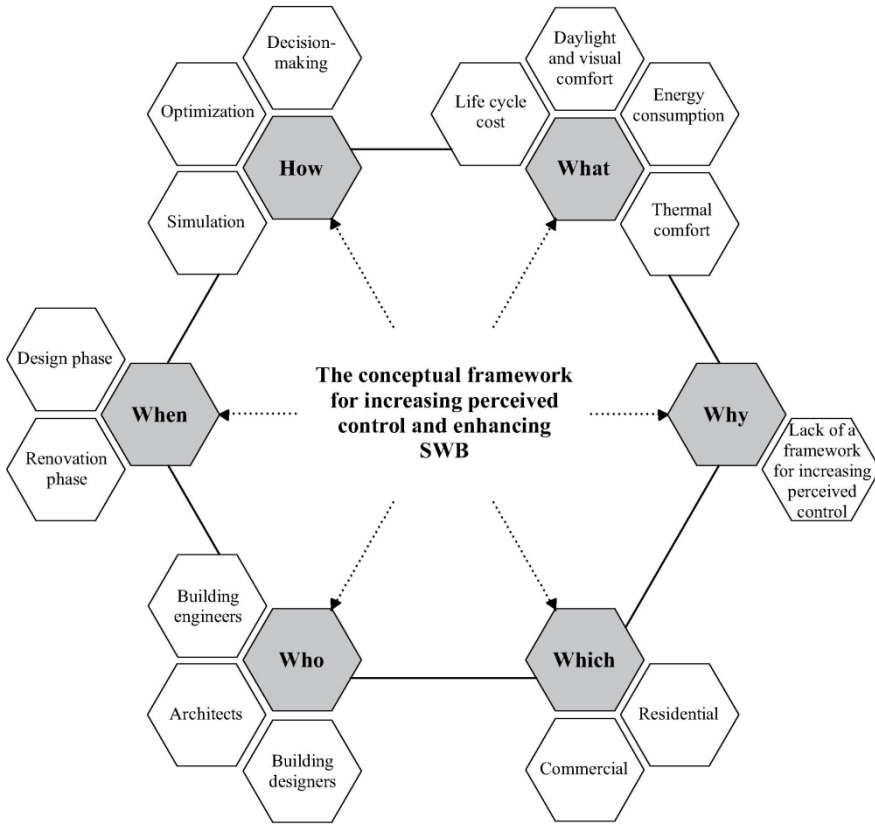 Decision-
making
Optimization
How
Simulation
Daylight
and visual
comfort
Life cycle
cost
Energy
consumption
What
Thermal
comfort
Design phase
When
Renovation
phase
The conceptual framework
for increasing perceived
control and enhancing
SWB
Why
Lack of a
framework
for increasing
perceived
control
Building
engineers
Who
Architects
Building
designers
Which
Residential
Commercial